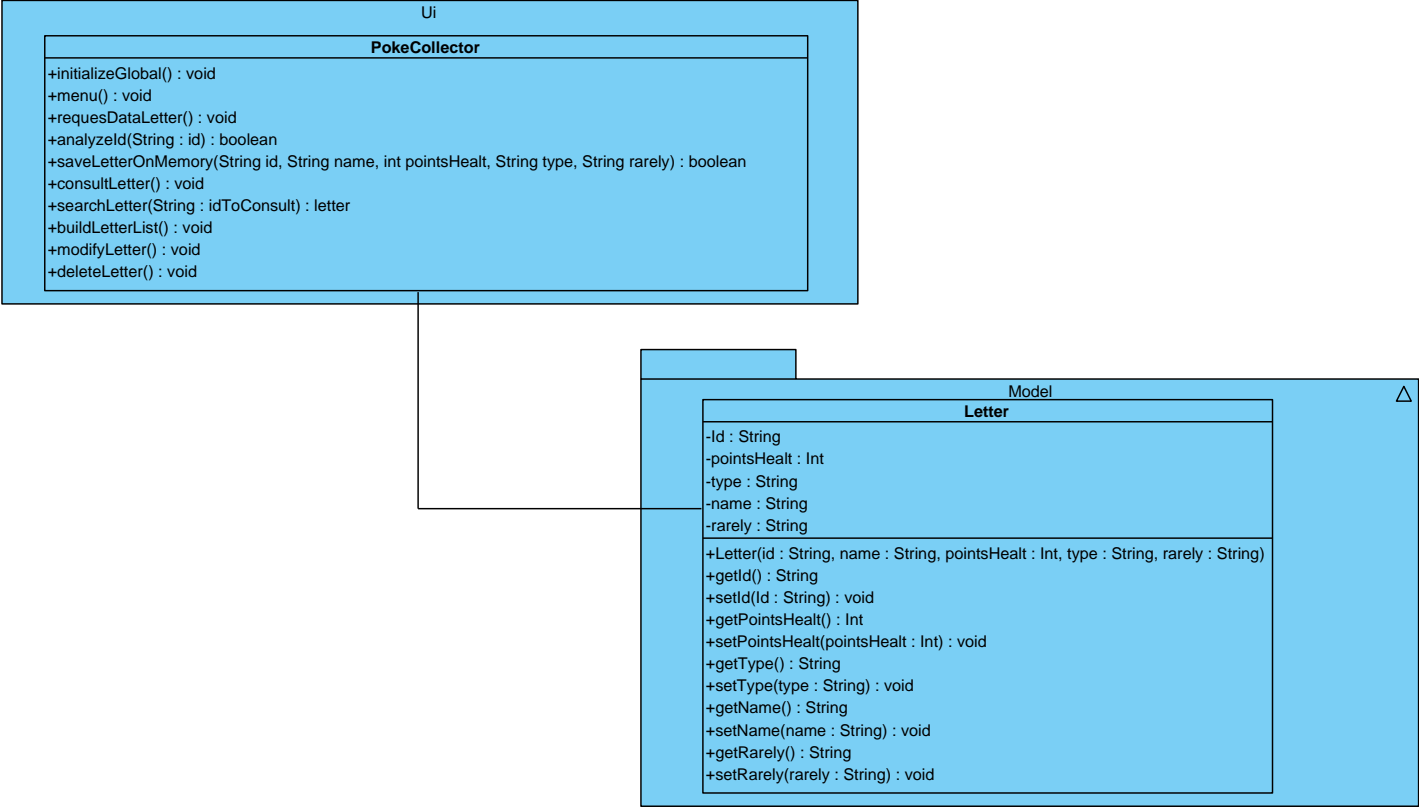 Ui
PokeCollector
+initializeGlobal() : void
+menu() : void
+requesDataLetter() : void
+analyzeId(String : id) : boolean
+saveLetterOnMemory(String id, String name, int pointsHealt, String type, String rarely) : boolean
+consultLetter() : void
+searchLetter(String : idToConsult) : letter
+buildLetterList() : void
+modifyLetter() : void
+deleteLetter() : void
Model
Letter
-Id : String
-pointsHealt : Int
-type : String
-name : String
-rarely : String
+Letter(id : String, name : String, pointsHealt : Int, type : String, rarely : String)
+getId() : String
+setId(Id : String) : void
+getPointsHealt() : Int
+setPointsHealt(pointsHealt : Int) : void
+getType() : String
+setType(type : String) : void
+getName() : String
+setName(name : String) : void
+getRarely() : String
+setRarely(rarely : String) : void